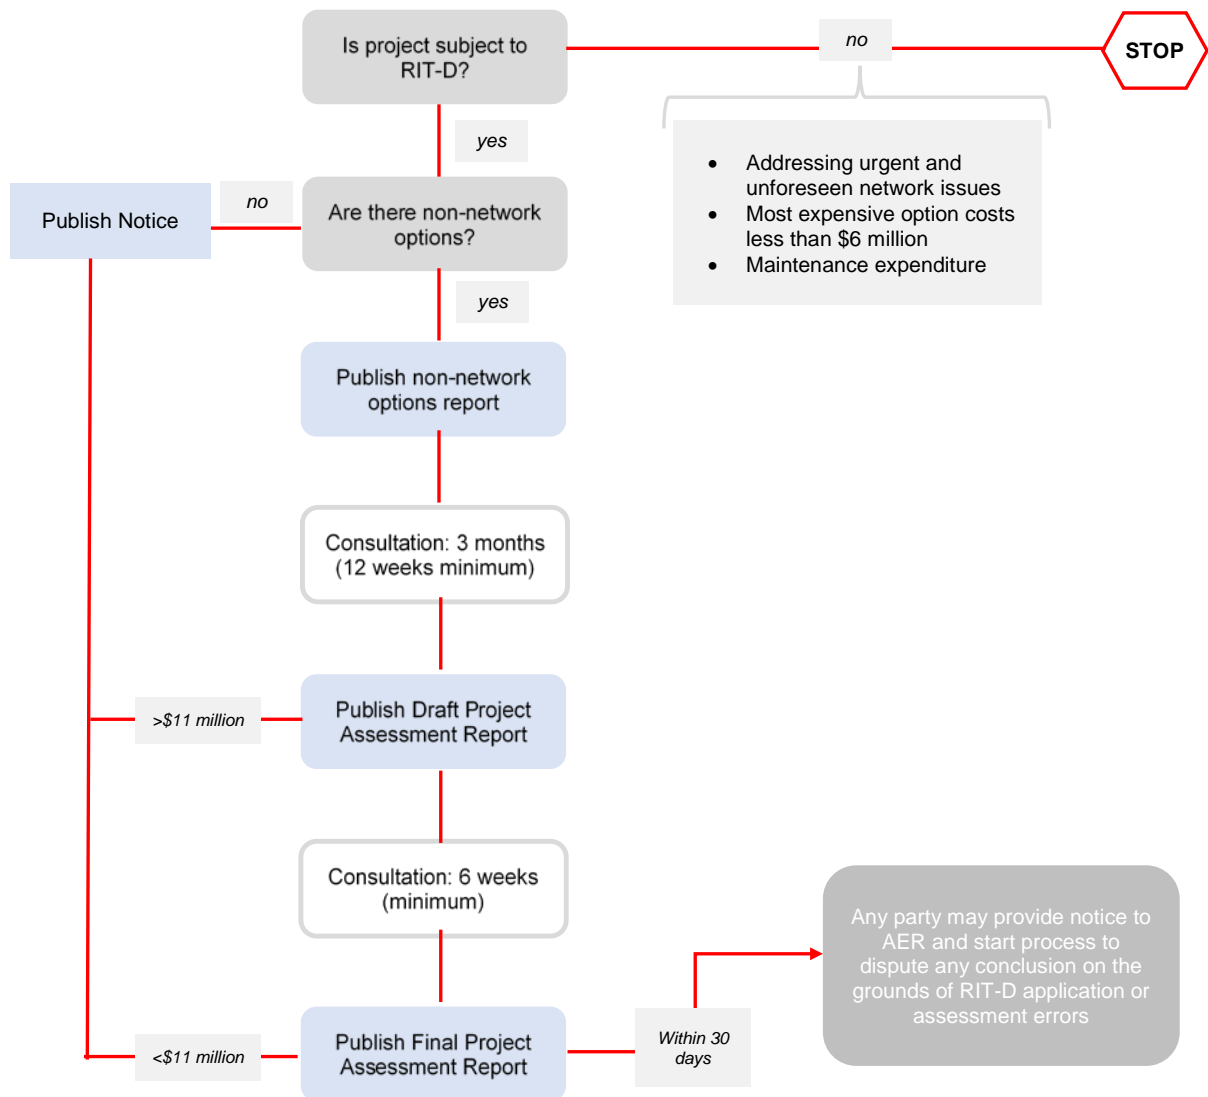 Is project subject to
RIT-D?
no
STOP
yes
• Addressing urgent and
unforeseen network issues
• Most expensive option costs
less than $6 million
• Maintenance expenditure
Publish Notice
no
Are there non-network
options?
yes
Publish non-network
options report
Consultation: 3 months
(12 weeks minimum)
>$11 million
Publish Draft Project
Assessment Report
Consultation: 6 weeks
(minimum)
Any party may provide notice to
AER and start process to
dispute any conclusion on the
grounds of RIT-D application or
assessment errors
<$11 million
Publish Final Project
Assessment Report
Within 30
days